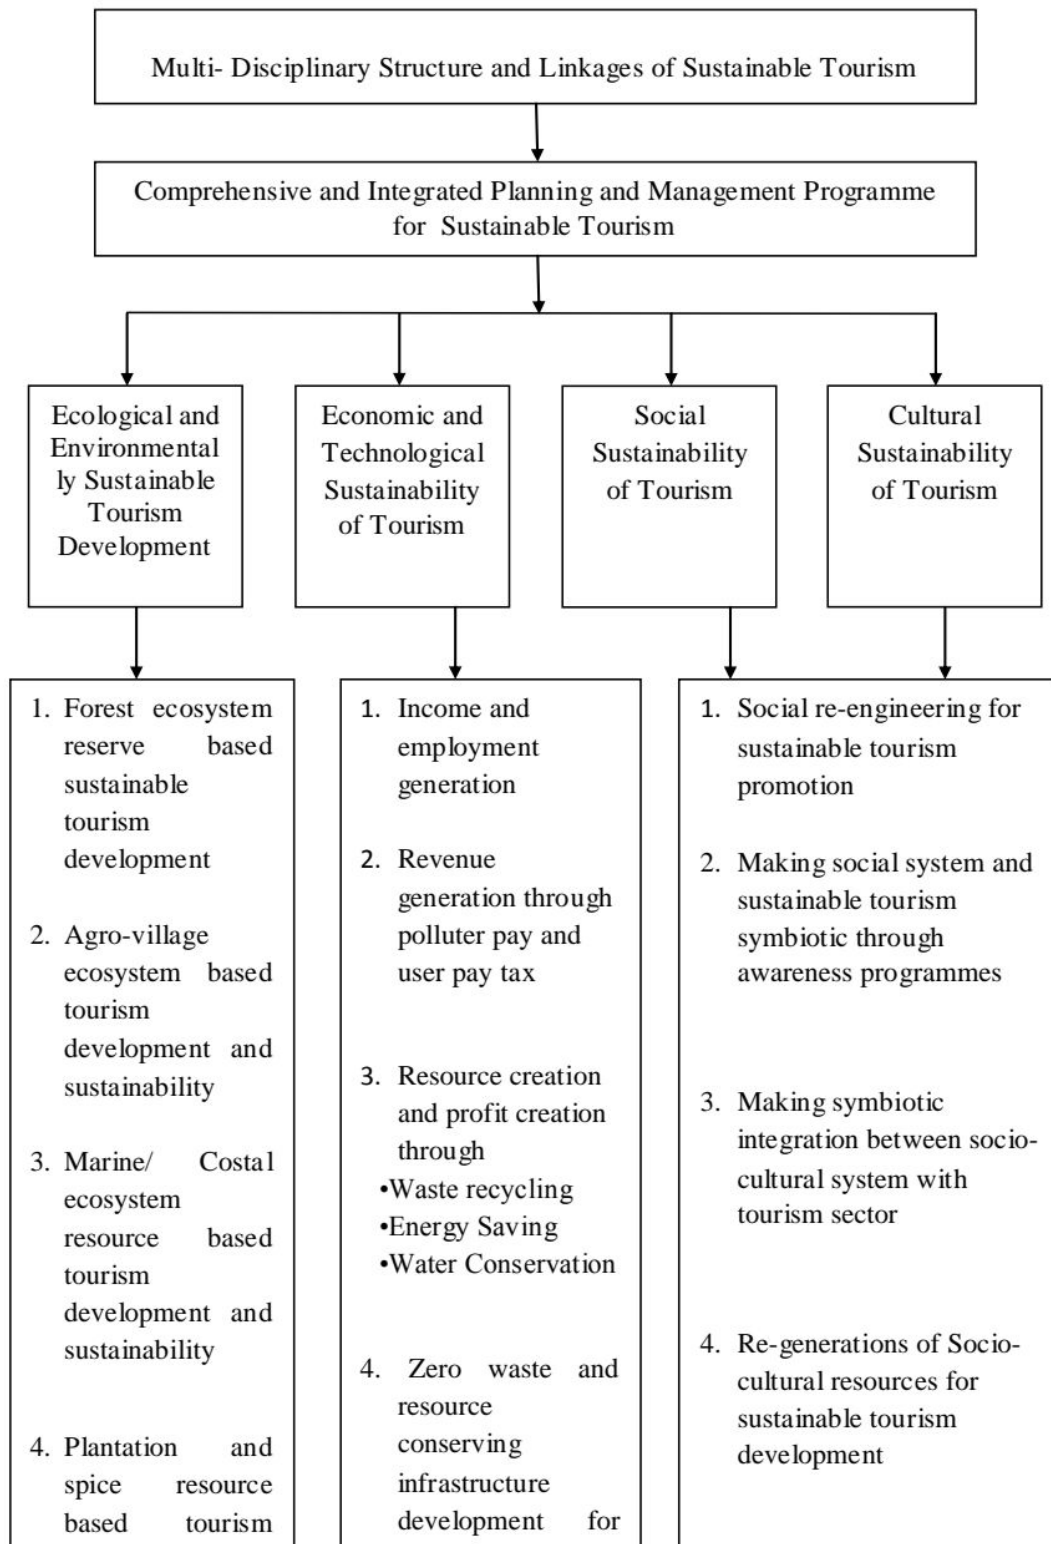 Multi- Disciplinary Structure and Linkages of Sustainable Tourism
Comprehensive and Integrated Planning and Management Programme
for Sustainable Tourism
Ecological and
Environmental
ly Sustainable
Tourism
Development
Economic and
Technological
Sustainability
of Tourism
Social
Sustainability
of Tourism
Cultural
Sustainability
of Tourism
1. Forest ecosystem
reserve based
sustainable
tourism
development
2. Agro-village
ecosystem based
tourism
development and
sustainability
3. Marine/ Costal
ecosystem
resource based
tourism
development and
sustainability
4. Plantation and
spice resource
based tourism
1. Income and
employment
generation
2. Revenue
generation through
polluter pay and
user pay tax
3. Resource creation
and profit creation
through
•Waste recycling
•Energy Saving
•Water Conservation
4. Zero waste and
resource
conserving
infrastructure
development for
1. Social re-engineering for
sustainable tourism
promotion
2. Making social system and
sustainable tourism
symbiotic through
awareness programmes
3. Making symbiotic
integration between socio-
cultural system with
tourism sector
4. Re-generations of Socio-
cultural resources for
sustainable tourism
development